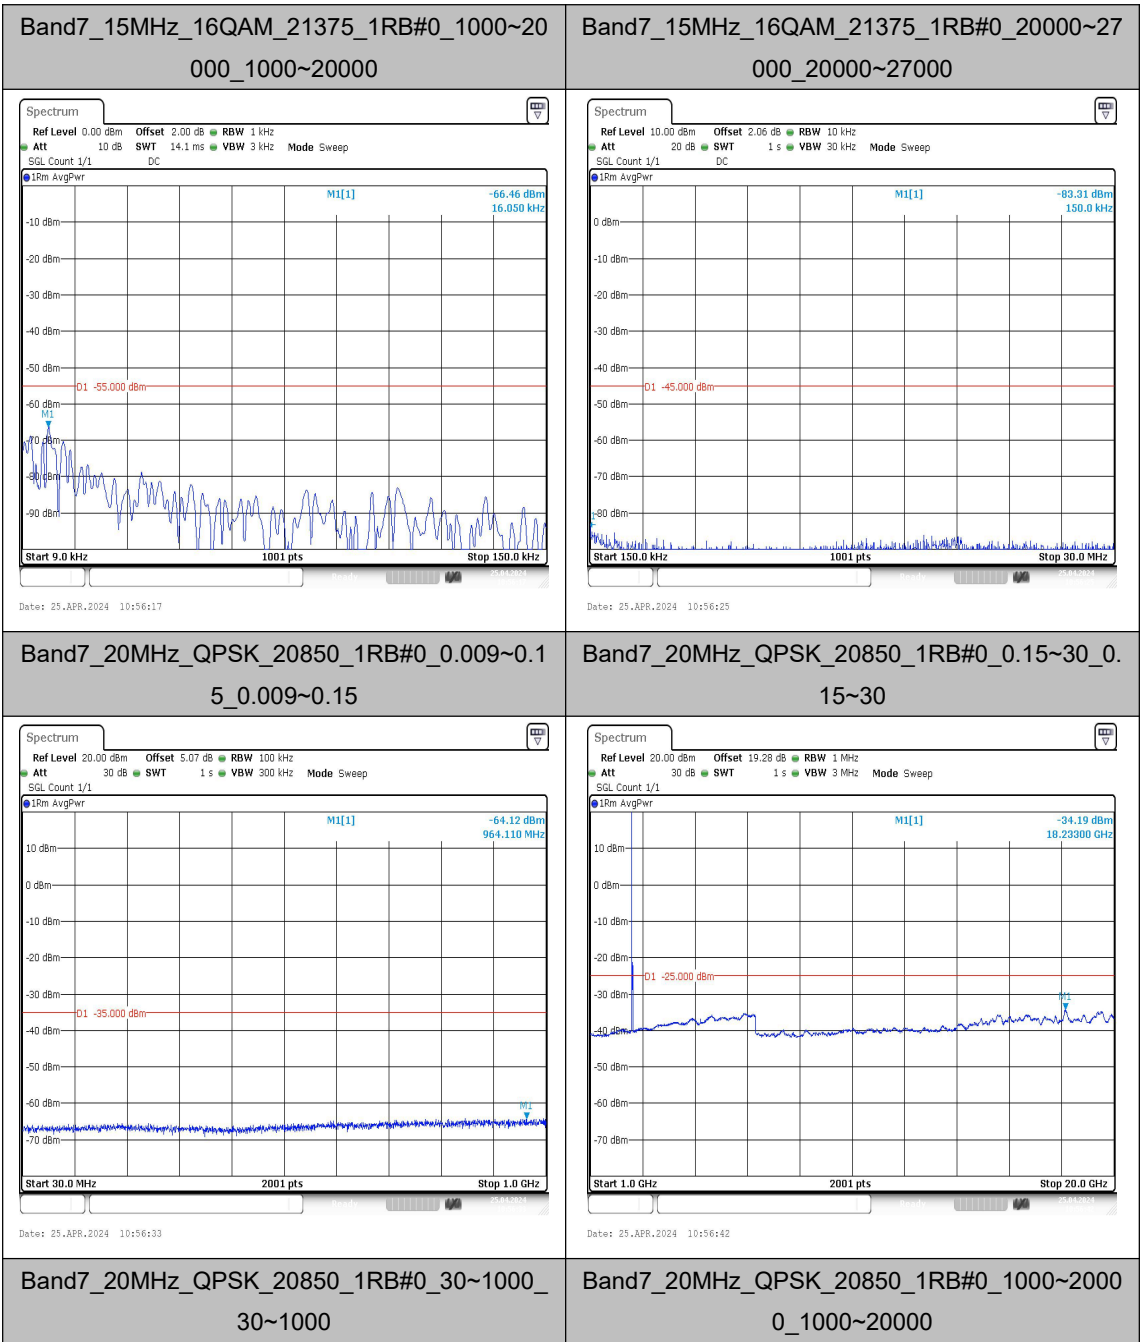 Band7_15MHz_16QAM_21375_1RB#0_1000~20
000_1000~20000
Band7_15MHz_16QAM_21375_1RB#0_20000~27
000_20000~27000
Spectrum
Ref Level 0.00 dBm Offset 2.00 dB RBW 1 kHz
Att 10 dB SWT 14.1 ms VBW 3 kHz Mode Sweep
SGL Count 1/1 DC
1Rm AvgPwr
M1[1] -66.46 dBm
16.050 kHz
-10 dBm
-20 dBm
-30 dBm
-40 dBm
-50 dBm
D1 -55.000 dBm
-60 dBm
M1
-70 dBm
-80 dBm
-90 dBm
Start 9.0 kHz 1001 pts Stop 150.0 kHz
25.04.2024
Date: 25.APR.2024 10:56:17
Spectrum
Ref Level 10.00 dBm Offset 2.06 dB RBW 10 kHz
Att 20 dB SWT 1 s VBW 30 kHz Mode Sweep
SGL Count 1/1 DC
1Rm AvgPwr
M1[1] -83.31 dBm
150.0 kHz
0 dBm
-10 dBm
-20 dBm
-30 dBm
-40 dBm
D1 -45.000 dBm
-50 dBm
-60 dBm
-70 dBm
-80 dBm
Start 150.0 kHz 1001 pts Stop 30.0 MHz
25.04.2024
Date: 25.APR.2024 10:56:25
Band7_20MHz_QPSK_20850_1RB#0_0.009~0.1
5_0.009~0.15
Band7_20MHz_QPSK_20850_1RB#0_0.15~30_0.
15~30
Spectrum
Ref Level 20.00 dBm Offset 5.07 dB RBW 100 kHz
Att 30 dB SWT 1 s VBW 300 kHz Mode Sweep
SGL Count 1/1
1Rm AvgPwr
M1[1] -64.12 dBm
964.110 MHz
10 dBm
0 dBm
-10 dBm
-20 dBm
-30 dBm
D1 -35.000 dBm
-40 dBm
-50 dBm
-60 dBm
M1
-70 dBm
Start 30.0 MHz 2001 pts Stop 1.0 GHz
25.04.2024
Date: 25.APR.2024 10:56:33
Spectrum
Ref Level 20.00 dBm Offset 19.28 dB RBW 1 MHz
Att 30 dB SWT 1 s VBW 3 MHz Mode Sweep
SGL Count 1/1
1Rm AvgPwr
M1[1] -34.19 dBm
18.23300 GHz
10 dBm
0 dBm
-10 dBm
-20 dBm
D1 -25.000 dBm
-30 dBm
M1
-40 dBm
-50 dBm
-60 dBm
-70 dBm
Start 1.0 GHz 2001 pts Stop 20.0 GHz
25.04.2024
Date: 25.APR.2024 10:56:42
Band7_20MHz_QPSK_20850_1RB#0_30~1000_
30~1000
Band7_20MHz_QPSK_20850_1RB#0_1000~2000
0_1000~20000